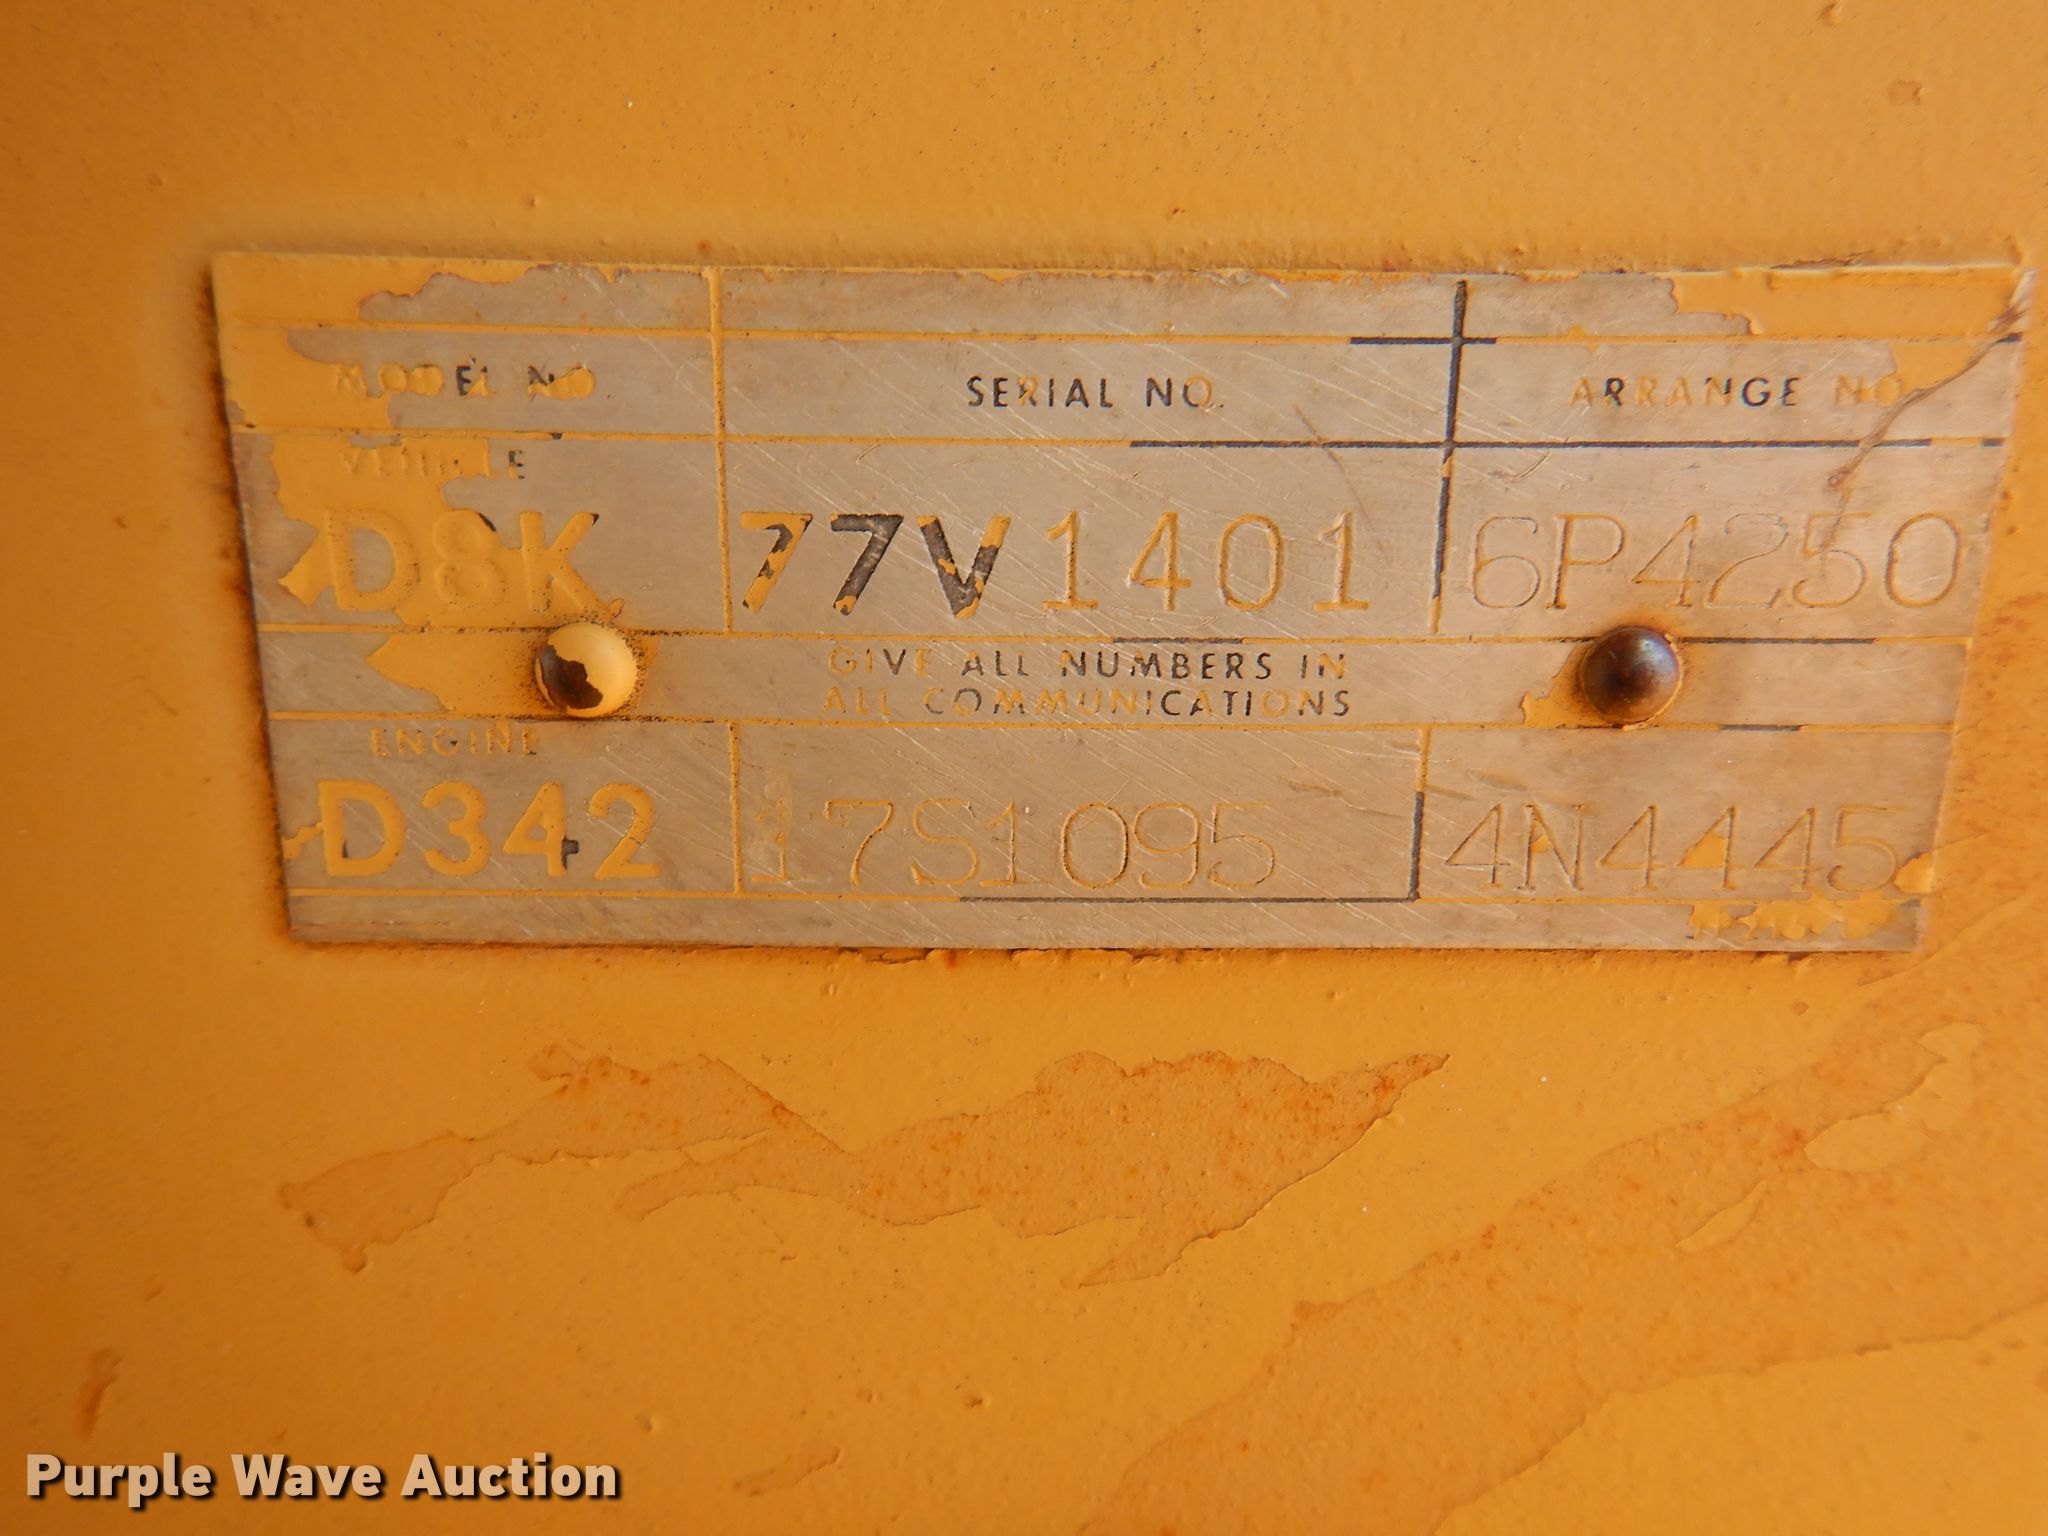 MODEL NO. SERIAL NO. ARRANGE NO.
VEHICLE
D8K 77V1401 6P4250
GIVE ALL NUMBERS IN
ALL COMMUNICATIONS
ENGINE
D342 17S1095 4N4445
Purple Wave Auction